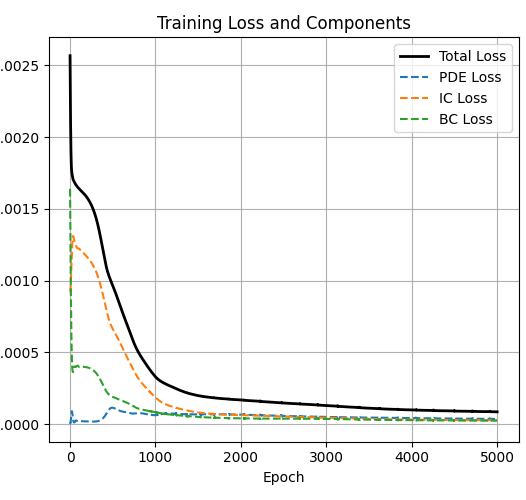 Training Loss and Components
.0025
.0020
.0015
.0010
.0005
.0000
Total Loss
PDE Loss
IC Loss
BC Loss
0 1000 2000 3000 4000 5000
Epoch